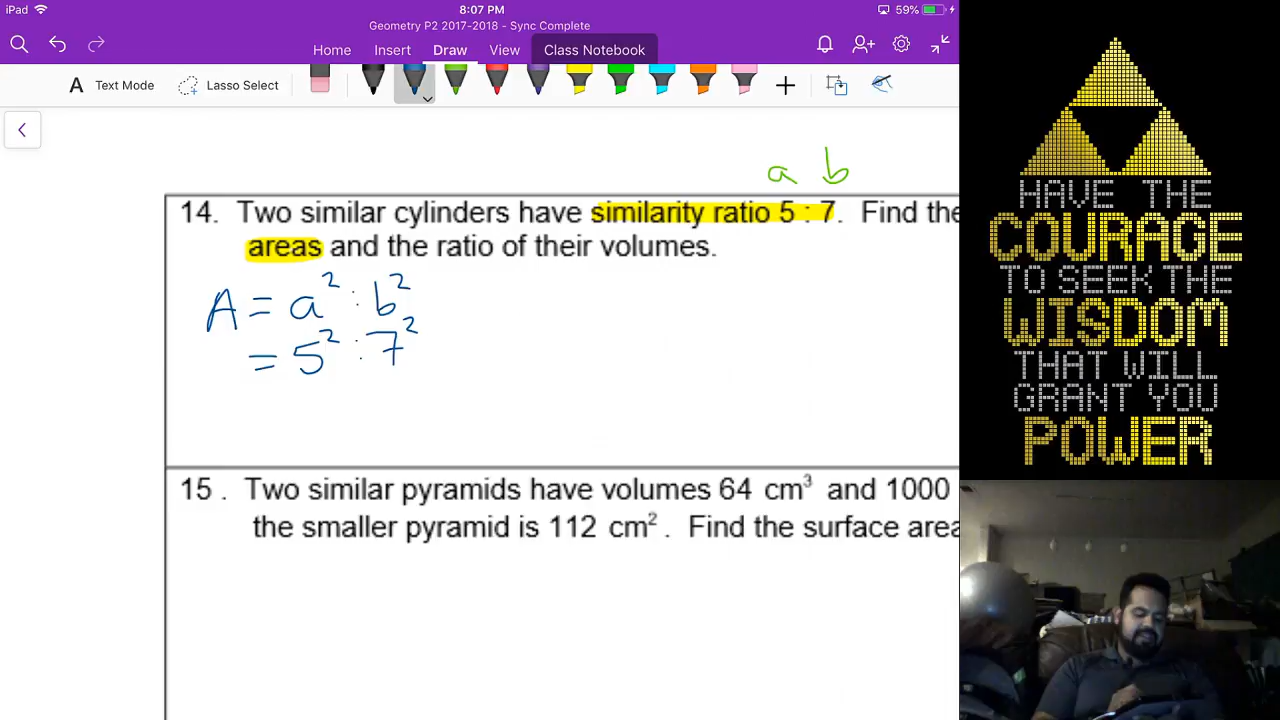 iPad 8:07 PM 59%
Geometry P2 2017-2018 - Sync Complete
Home Insert Draw View Class Notebook
A Text Mode Lasso Select
a b
14. Two similar cylinders have similarity ratio 5 : 7. Find the
areas and the ratio of their volumes.
A = a² : b²
= 5² : 7²
15 . Two similar pyramids have volumes 64 cm³ and 1000
the smaller pyramid is 112 cm² . Find the surface area
HAVE THE
COURAGE
TO SEEK THE
WISDOM
THAT WILL
GRANT YOU
POWER